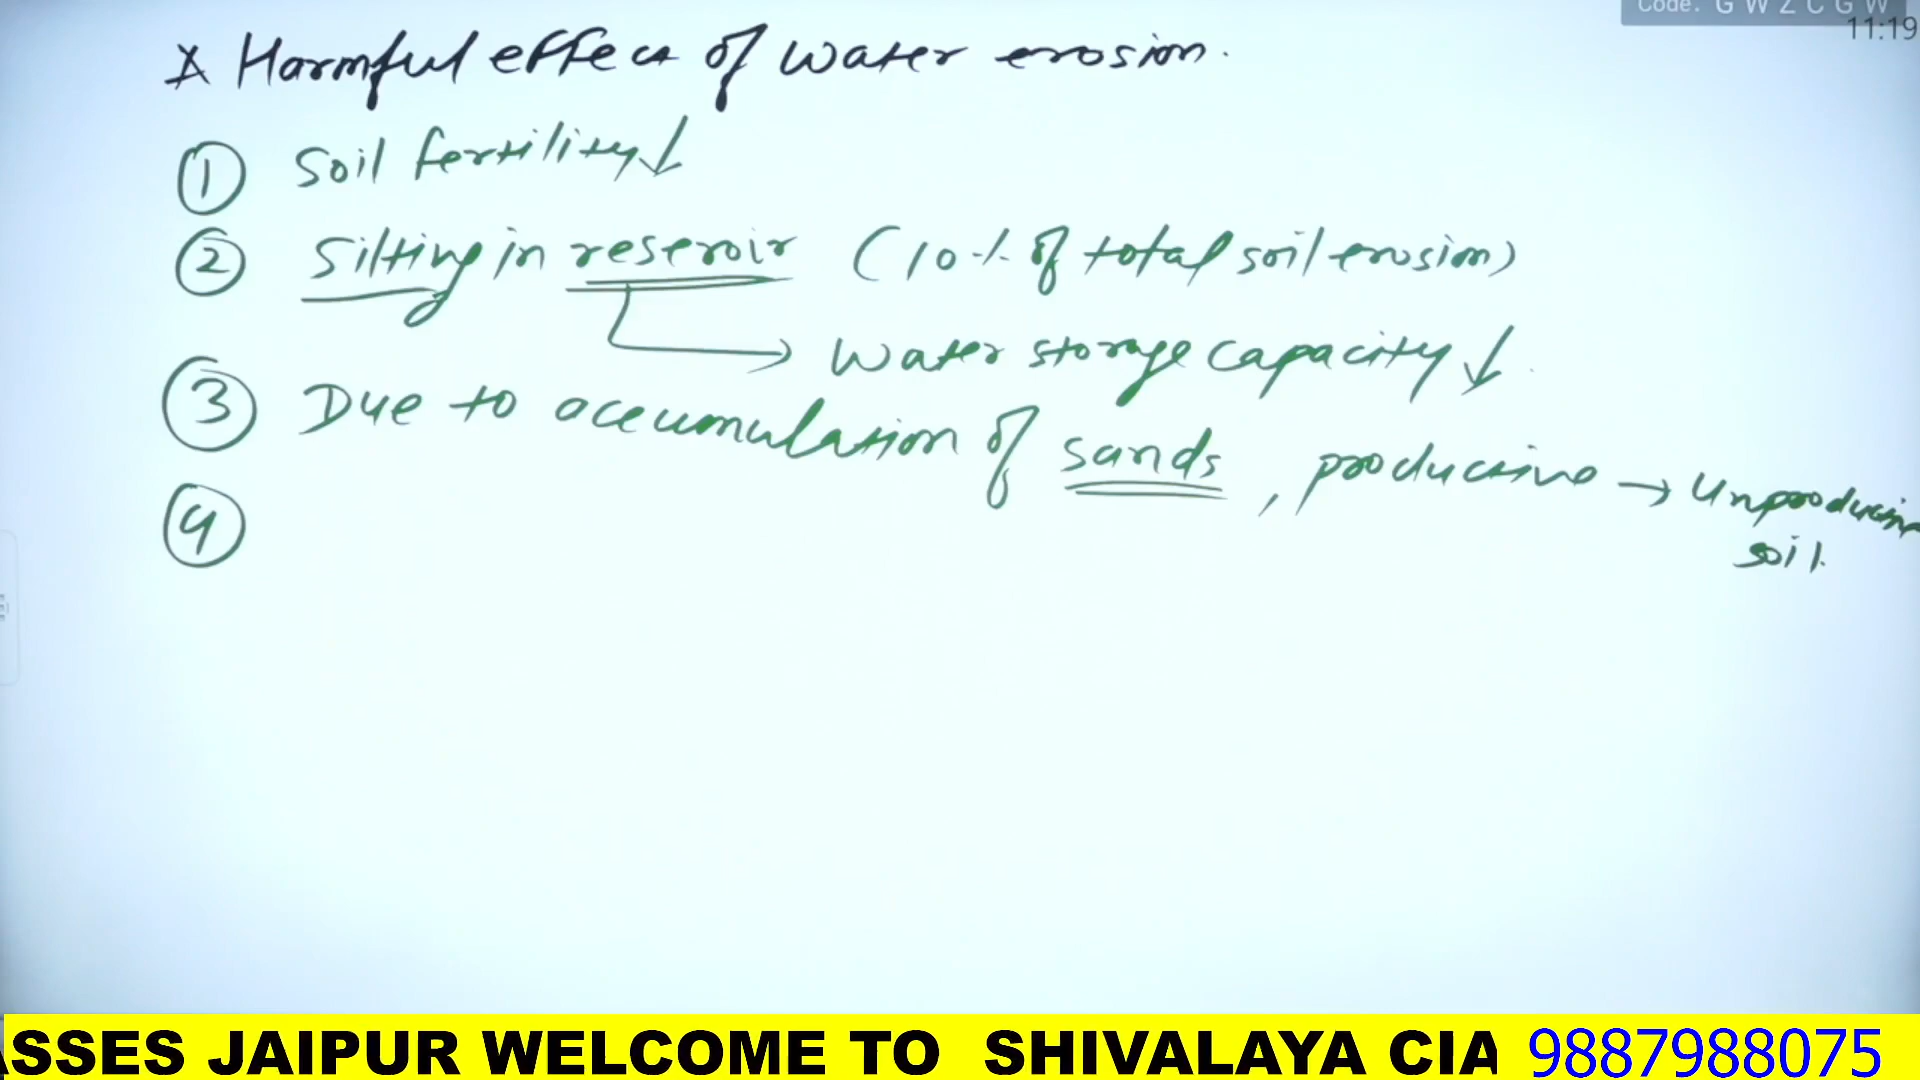 Code: G W Z C G W
11:19
* Harmful effect of water erosion.
① Soil fertility↓
② Silting in reseroir (10% of total soil erosion)
→ Water storage capacity ↓
③ Due to accumulation of sands, productive → Unproductive
soil.
④
ASSES JAIPUR WELCOME TO SHIVALAYA CIA 9887988075